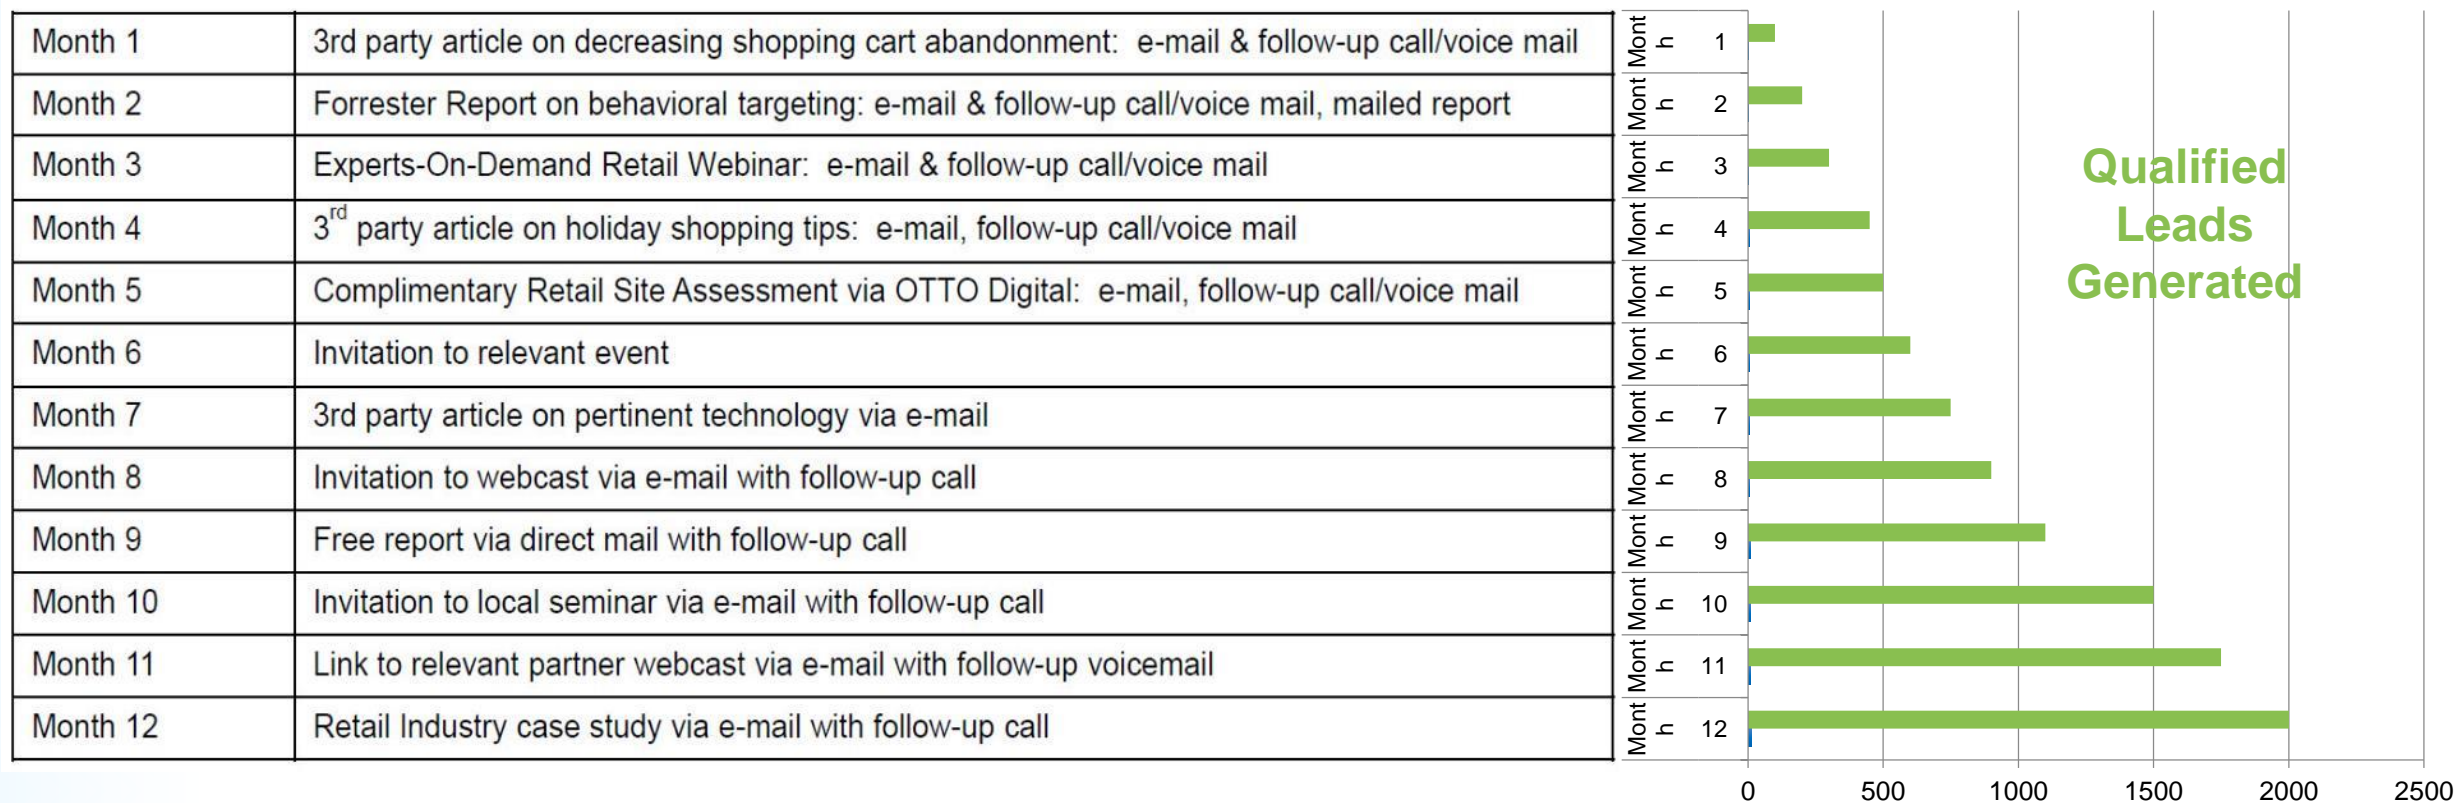 Month 1 3rd party article on decreasing shopping cart abandonment: e-mail & follow-up call/voice mail
Month 2 Forrester Report on behavioral targeting: e-mail & follow-up call/voice mail, mailed report
Month 3 Experts-On-Demand Retail Webinar: e-mail & follow-up call/voice mail
Month 4 3rd party article on holiday shopping tips: e-mail, follow-up call/voice mail
Month 5 Complimentary Retail Site Assessment via OTTO Digital: e-mail, follow-up call/voice mail
Month 6 Invitation to relevant event
Month 7 3rd party article on pertinent technology via e-mail
Month 8 Invitation to webcast via e-mail with follow-up call
Month 9 Free report via direct mail with follow-up call
Month 10 Invitation to local seminar via e-mail with follow-up call
Month 11 Link to relevant partner webcast via e-mail with follow-up voicemail
Month 12 Retail Industry case study via e-mail with follow-up call
Mont
h 1
Mont
h 2
Mont
h 3
Mont
h 4
Mont
h 5
Mont
h 6
Mont
h 7
Mont
h 8
Mont
h 9
Mont
h 10
Mont
h 11
Mont
h 12
Qualified
Leads
Generated
0 500 1000 1500 2000 2500